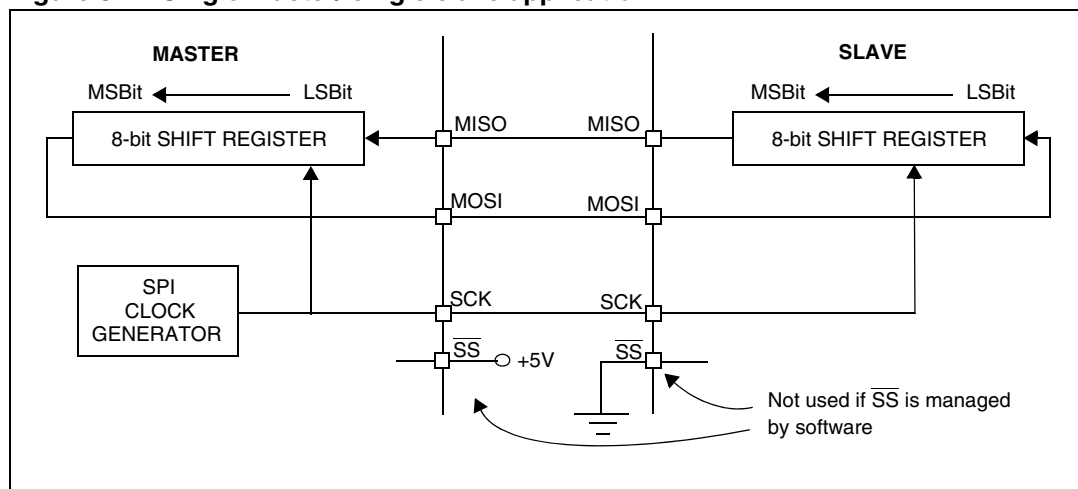 MASTER
SLAVE
MSBit
LSBit
MSBit
LSBit
8-bit SHIFT REGISTER
MISO
MISO
8-bit SHIFT REGISTER
MOSI
MOSI
SPI
CLOCK
GENERATOR
SCK
SCK
SS
+5V
SS
Not used if SS is managed
by software